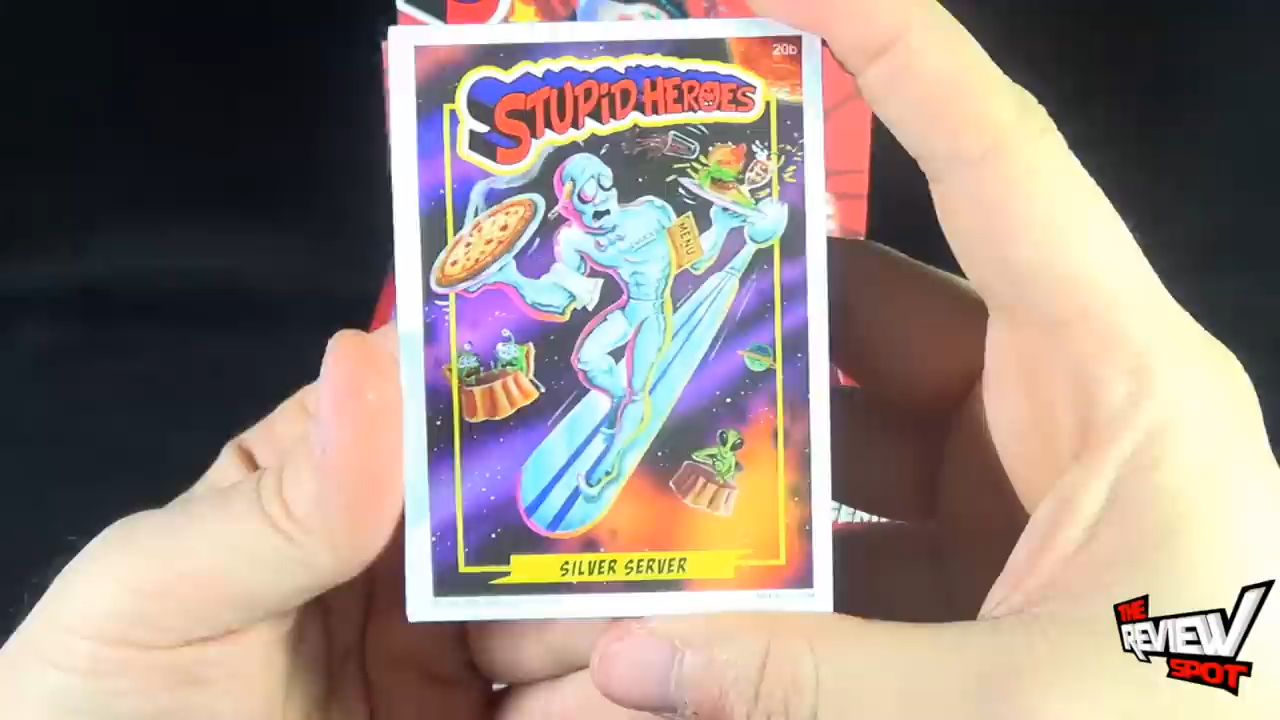 20b
STUPiD HEROES
MENU
SILVER SERVER
THE
REVIEW
SPOT